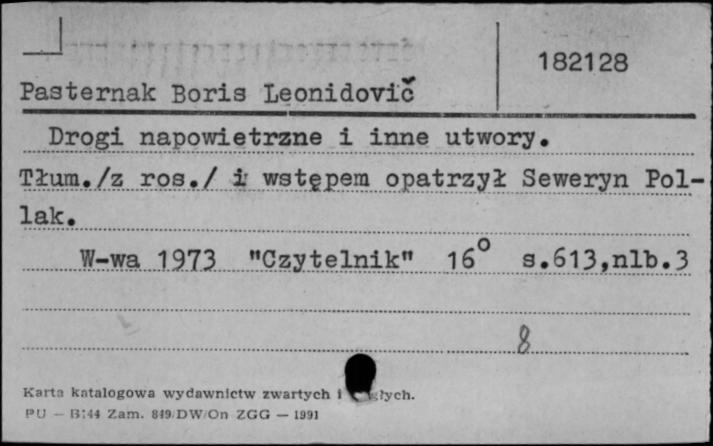 182128
Pasternak Boris Leonidovič
Drogi napowietrzne i inne utwory.
Tłum./z ros./ i wstępem opatrzył Seweryn Pol-
lak.
W-wa 1973 "Czytelnik" 16° s.613,nlb.3
8
Karta katalogowa wydawnictw zwartych i
PU — B144 Zam. 849/DW/On ZGG — 1991